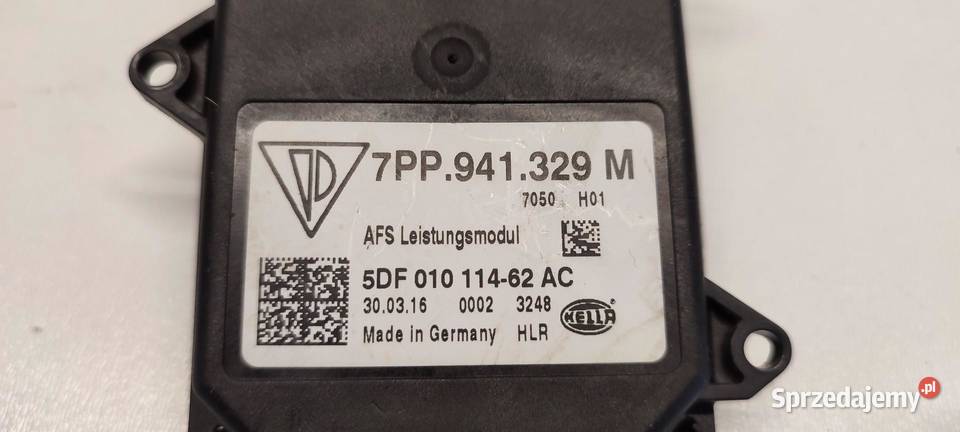 7PP.941.329 M
7050 H01
AFS Leistungsmodul
5DF 010 114-62 AC
30.03.16 0002 3248
HELLA
Made in Germany HLR
Sprzedajemy.pl